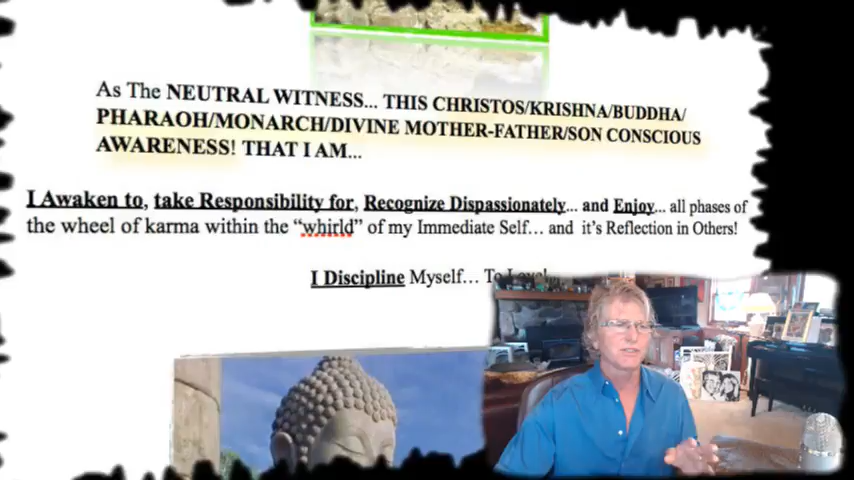 As The NEUTRAL WITNESS... THIS CHRISTOS/KRISHNA/BUDDHA/
PHARAOH/MONARCH/DIVINE MOTHER-FATHER/SON CONSCIOUS
AWARENESS! THAT I AM...
I Awaken to, take Responsibility for, Recognize Dispassionately... and Enjoy... all phases of
the wheel of karma within the “whirld” of my Immediate Self... and it’s Reflection in Others!
I Discipline Myself... To